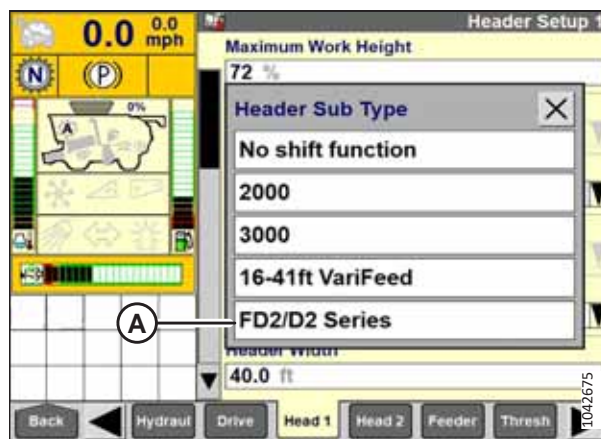 0.0 0.0 mph
Header Setup 1
N (P)
Maximum Work Height
72 %
0%
A
Header Sub Type
No shift function
2000
3000
16-41ft VariFeed
FD2/D2 Series
A
Header Width
40.0 ft
Back Hydraul Drive Head 1 Head 2 Feeder Thresh
1042675